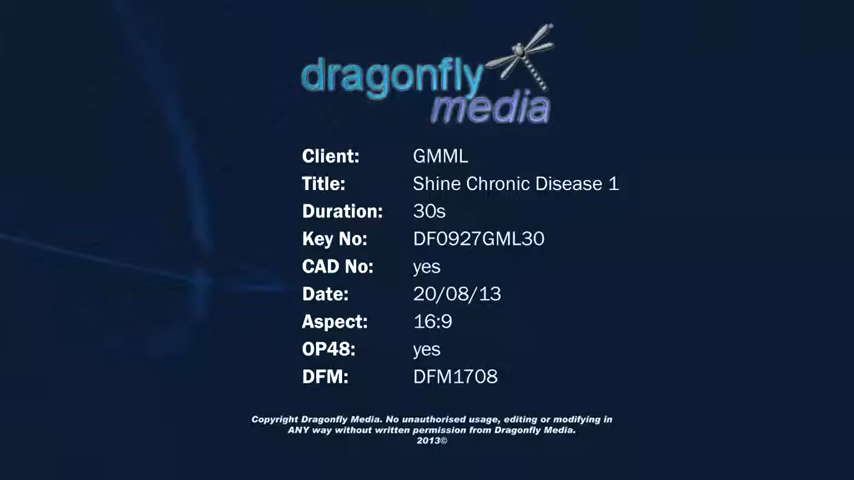 dragonfly
media
Client: GMML
Title: Shine Chronic Disease 1
Duration: 30s
Key No: DF0927GML30
CAD No: yes
Date: 20/08/13
Aspect: 16:9
OP48: yes
DFM: DFM1708
Copyright Dragonfly Media. No unauthorised usage, editing or modifying in
ANY way without written permission from Dragonfly Media.
2013©